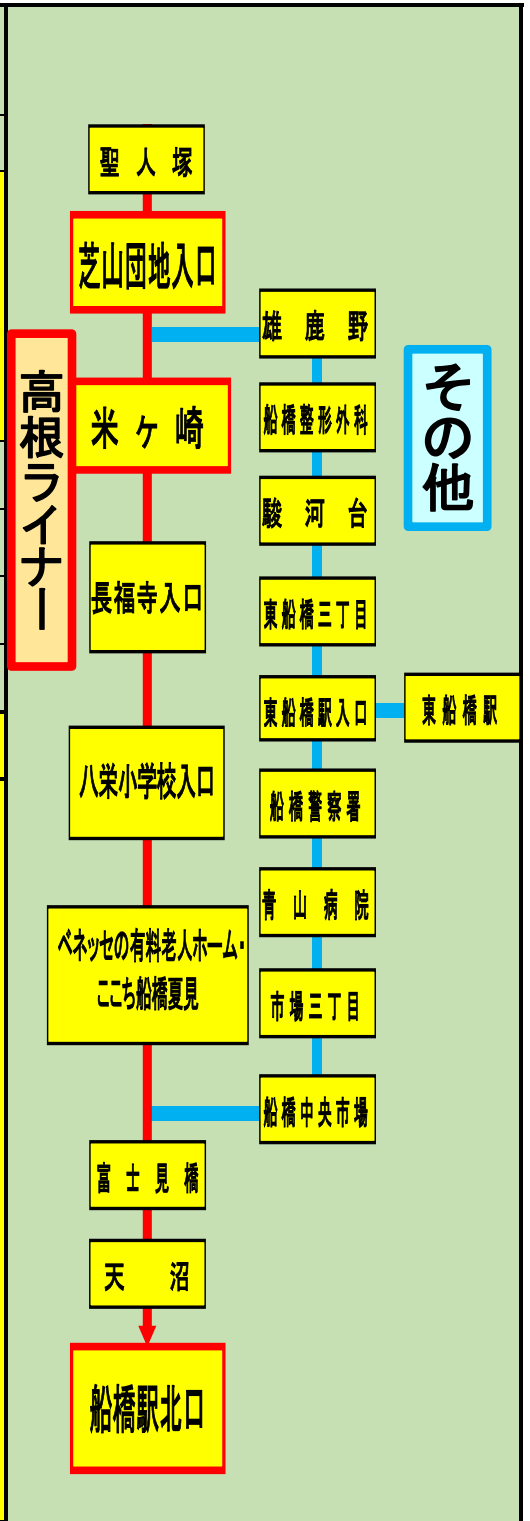 聖人塚
芝山団地入口
高根ライナー
米ヶ崎
長福寺入口
八栄小学校入口
ベネッセの有料老人ホーム・
ここち船橋夏見
富士見橋
天沼
船橋駅北口
その他
雄鹿野
船橋整形外科
駿河台
東船橋三丁目
東船橋駅入口
東船橋駅
船橋警察署
青山病院
市場三丁目
船橋中央市場